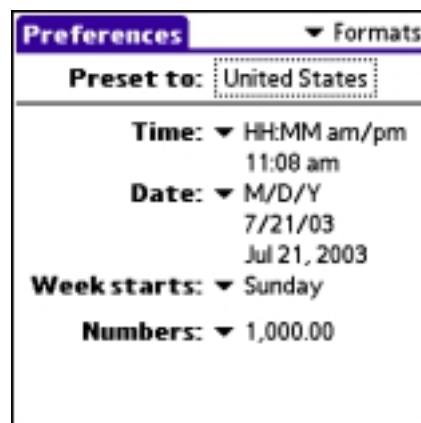 Preferences Formats
Preset to: United States
Time: HH:MM am/pm
11:08 am
Date: M/D/Y
7/21/03
Jul 21, 2003
Week starts: Sunday
Numbers: 1,000.00